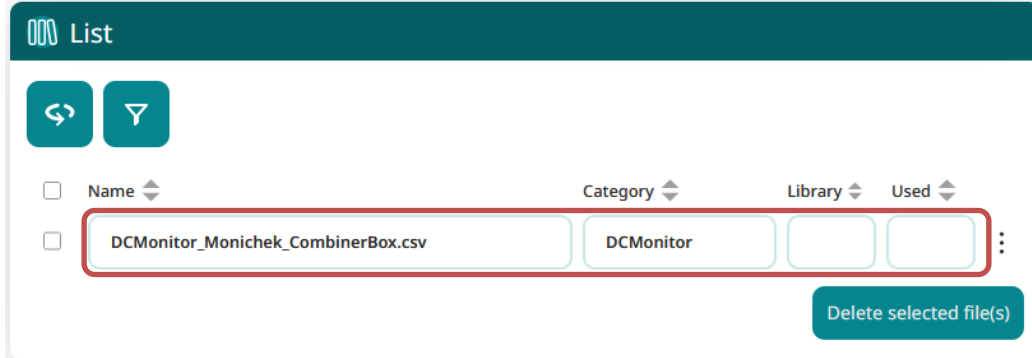 List
Name Category Library Used
DCMonitor_Monichek_CombinerBox.csv DCMonitor
Delete selected file(s)